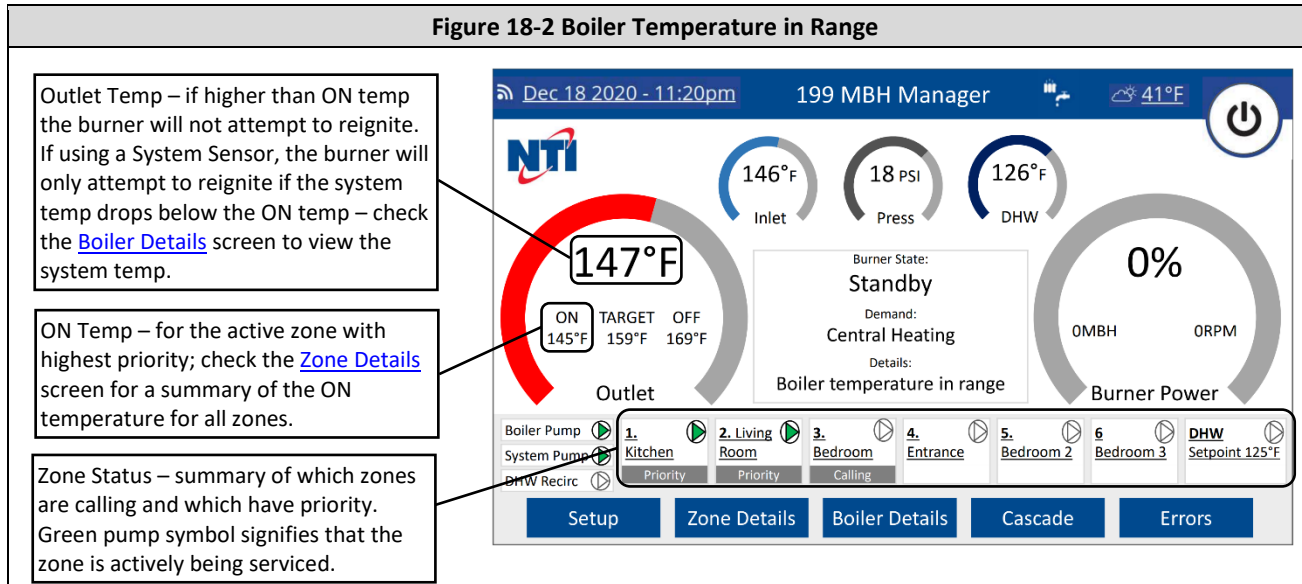 Figure 18-2 Boiler Temperature in Range
Outlet Temp – if higher than ON temp
the burner will not attempt to reignite.
If using a System Sensor, the burner will
only attempt to reignite if the system
temp drops below the ON temp – check
the Boiler Details screen to view the
system temp.
ON Temp – for the active zone with
highest priority; check the Zone Details
screen for a summary of the ON
temperature for all zones.
Zone Status – summary of which zones
are calling and which have priority.
Green pump symbol signifies that the
zone is actively being serviced.
Dec 18 2020 - 11:20pm 199 MBH Manager 41°F
NTI
146°F
Inlet
18 PSI
Press
126°F
DHW
147°F
ON TARGET OFF
145°F 159°F 169°F
Outlet
Burner State:
Standby
Demand:
Central Heating
Details:
Boiler temperature in range
0%
0MBH 0RPM
Burner Power
Boiler Pump
System Pump
DHW Recirc
1.
Kitchen
Priority
2. Living
Room
Priority
3.
Bedroom
Calling
4.
Entrance
5.
Bedroom 2
6
Bedroom 3
DHW
Setpoint 125°F
Setup Zone Details Boiler Details Cascade Errors